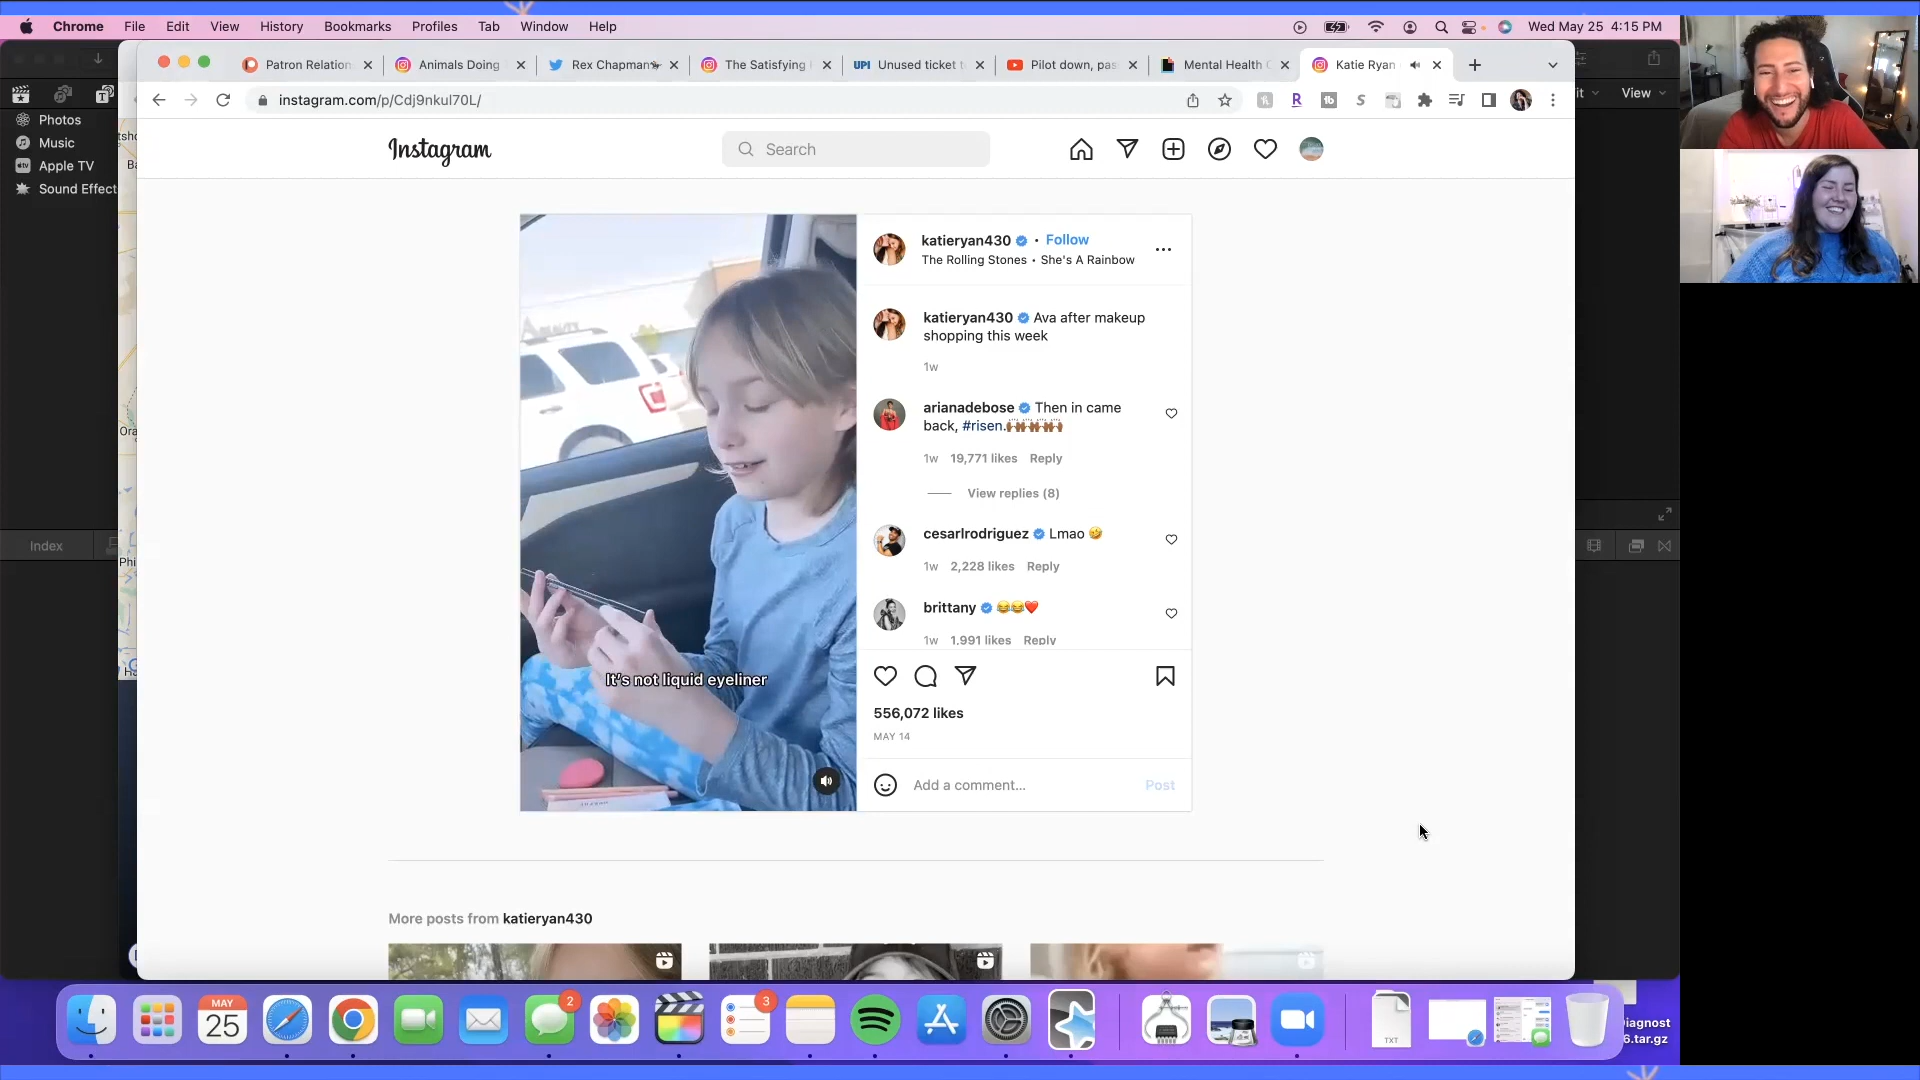 Chrome File Edit View History Bookmarks Profiles Tab Window Help
Wed May 25 4:15 PM
Patron Relation
Animals Doing
Rex Chapman
The Satisfying
UPI Unused ticket t
Pilot down, pas
Mental Health
Katie Ryan
instagram.com/p/Cdj9nkul70L/
View
Photos
Music
Apple TV
Sound Effect
Index
Instagram
Search
katieryan430 • Follow
The Rolling Stones • She's A Rainbow
katieryan430 Ava after makeup
shopping this week
1w
arianadebose Then in came
back, #risen.🙌🏾🙌🏾🙌🏾🙌🏾
1w 19,771 likes Reply
View replies (8)
cesarlrodriguez Lmao 🤣
1w 2,228 likes Reply
brittany 😂😂❤️
1w 1,991 likes Reply
It's not liquid eyeliner
556,072 likes
MAY 14
Add a comment...
Post
More posts from katieryan430
MAY
25
2
3
TXT
iagnost
6.tar.gz